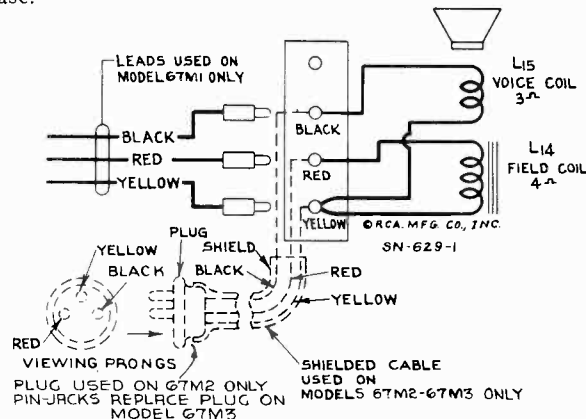 ase.
LEADS USED ON
MODEL 67M1 ONLY
BLACK
RED
YELLOW
BLACK
RED
YELLOW
L15
VOICE COIL
3Ω
L14
FIELD COIL
4Ω
©RCA. MFG. CO., INC.
SN-629-1
PLUG
SHIELD
YELLOW
BLACK
BLACK
RED
YELLOW
RED
VIEWING PRONGS
PLUG USED ON 67M2 ONLY
PIN-JACKS REPLACE PLUG ON
MODEL 67M3
SHIELDED CABLE
USED ON
MODELS 67M2-67M3 ONLY